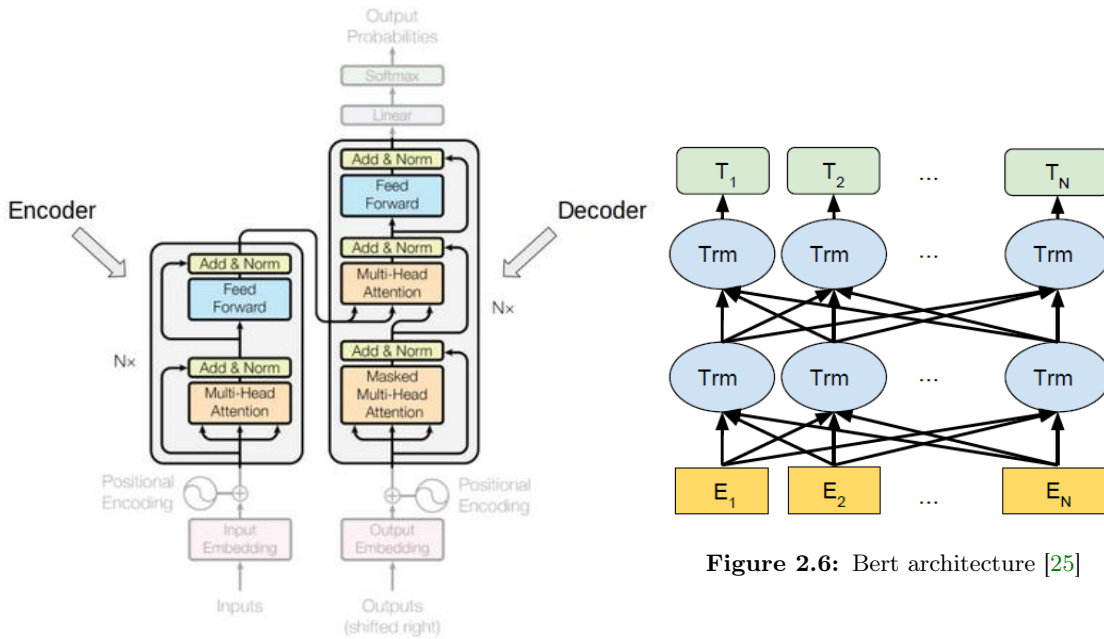 Output
Probabilities
Softmax
Linear
Add & Norm
Feed
Forward
Add & Norm
Multi-Head
Attention
Nx
Add & Norm
Masked
Multi-Head
Attention
Decoder
Encoder
Add & Norm
Feed
Forward
Nx
Add & Norm
Multi-Head
Attention
Positional
Encoding
Positional
Encoding
Input
Embedding
Output
Embedding
Inputs
Outputs
(shifted right)
T1 T2 ... TN
Trm Trm ... Trm
...
Trm Trm ... Trm
E1 E2 ... EN
Figure 2.6: Bert architecture [25]